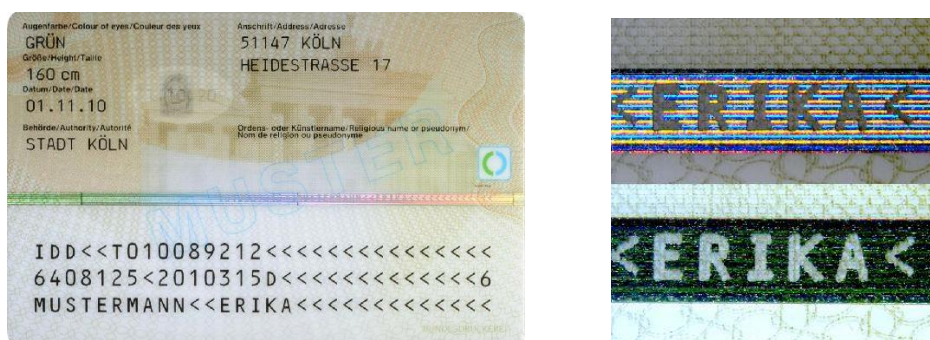 Augenfarbe/Colour of eyes/Couleur des yeux
GRÜN
Größe/Height/Taille
160 cm
Datum/Date/Date
01.11.10
Behörde/Authority/Autorité
STADT KÖLN
Anschrift/Address/Adresse
51147 KÖLN
HEIDESTRASSE 17
Ordens- oder Künstlername/Religious name or pseudonym/
Nom de religion ou pseudonyme
MUSTER
IDD<<T010089212<<<<<<<<<<<<<<<
6408125<2010315D<<<<<<<<<<<<<6
MUSTERMANN<<ERIKA<<<<<<<<<<<<<
BUNDESDRUCKEREI
<ERIKA<
<ERIKA<